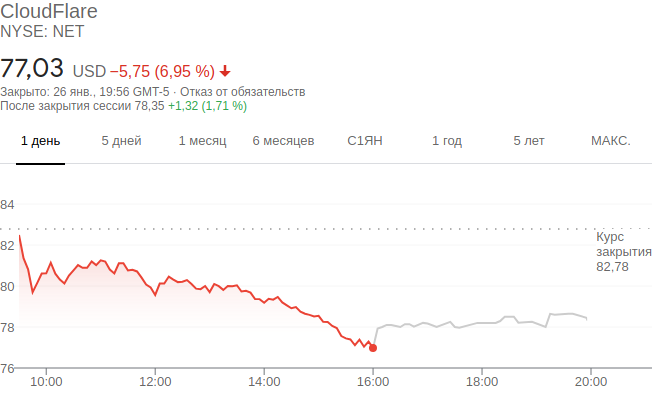 CloudFlare
NYSE: NET
77,03 USD −5,75 (6,95 %)
Закрыто: 26 янв., 19:56 GMT-5 · Отказ от обязательств
После закрытия сессии 78,35 +1,32 (1,71 %)
1 день 5 дней 1 месяц 6 месяцев С1ЯН 1 год 5 лет МАКС.
84
82
80
78
76
Курс
закрытия
82,78
10:00 12:00 14:00 16:00 18:00 20:00